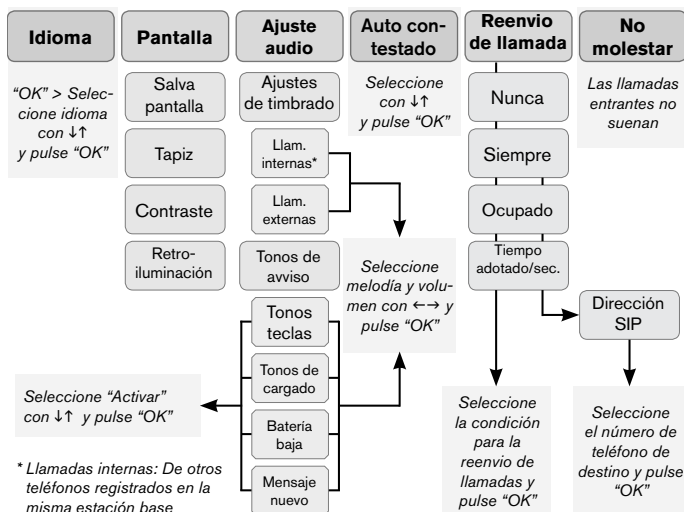 Idioma
"OK" > Selec-
cione idioma
con ↓↑
y pulse "OK"
Pantalla
Salva
pantalla
Tapiz
Contraste
Retro-
iluminación
Ajuste
audio
Ajustes
de timbrado
Llam.
internas*
Llam.
externas
Tonos de
avviso
Tonos
teclas
Tonos de
cargado
Batería
baja
Mensaje
nuevo
Auto con-
testado
Seleccione
con ↓↑
y pulse "OK"
Seleccione
melodía y volu-
men con ←→ y
pulse "OK"
Reenvio
de llamada
Nunca
Siempre
Ocupado
Tiempo
adotado/sec.
Seleccione
la condición
para la
reenvio de
llamadas y
pulse "OK"
No
molestar
Las llamadas
entrantes no
suenan
Dirección
SIP
Seleccione
el número de
teléfono de
destino y pulse
"OK"
Seleccione "Activar"
con ↓↑ y pulse "OK"
* Llamadas internas: De otros
teléfonos registrados en la
misma estación base